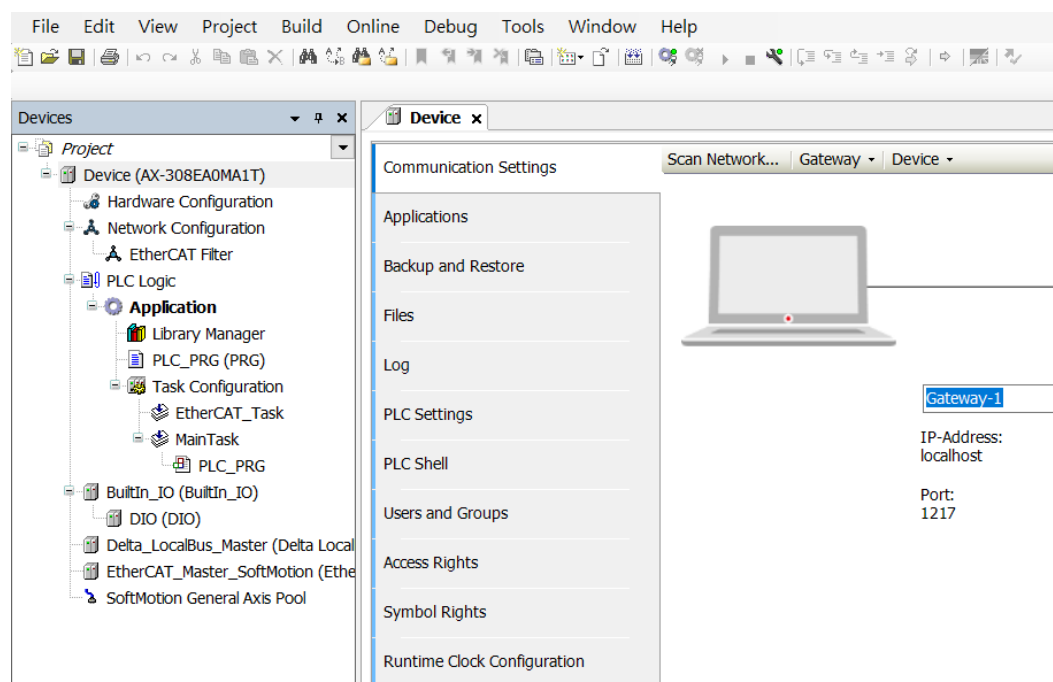 File Edit View Project Build Online Debug Tools Window Help
Devices
Device
Project
Device (AX-308EA0MA1T)
Hardware Configuration
Network Configuration
EtherCAT Filter
PLC Logic
Application
Library Manager
PLC_PRG (PRG)
Task Configuration
EtherCAT_Task
MainTask
PLC_PRG
BuiltIn_IO (BuiltIn_IO)
DIO (DIO)
Delta_LocalBus_Master (Delta Local
EtherCAT_Master_SoftMotion (Ethe
SoftMotion General Axis Pool
Communication Settings
Applications
Backup and Restore
Files
Log
PLC Settings
PLC Shell
Users and Groups
Access Rights
Symbol Rights
Runtime Clock Configuration
Scan Network... Gateway Device
Gateway-1
IP-Address:
localhost
Port:
1217